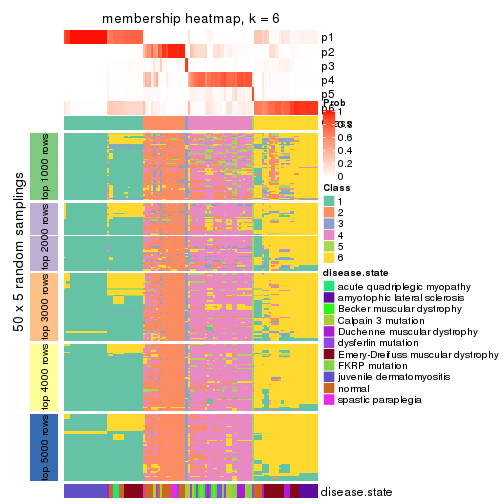 membership heatmap, k = 6
p1
p2
p3
p4
p5
Prob
1
0.8
0.6
0.4
0.2
0
Class
1
2
3
4
5
6
disease.state
acute quadriplegic myopathy
amyotophic lateral sclerosis
Becker muscular dystrophy
Calpain 3 mutation
Duchenne muscular dystrophy
dysferlin mutation
Emery-Dreifuss muscular dystrophy
FKRP mutation
juvenile dermatomyositis
normal
spastic paraplegia
50 x 5 random samplings
top 1000 rows
top 2000 rows
top 3000 rows
top 4000 rows
top 5000 rows
disease.state